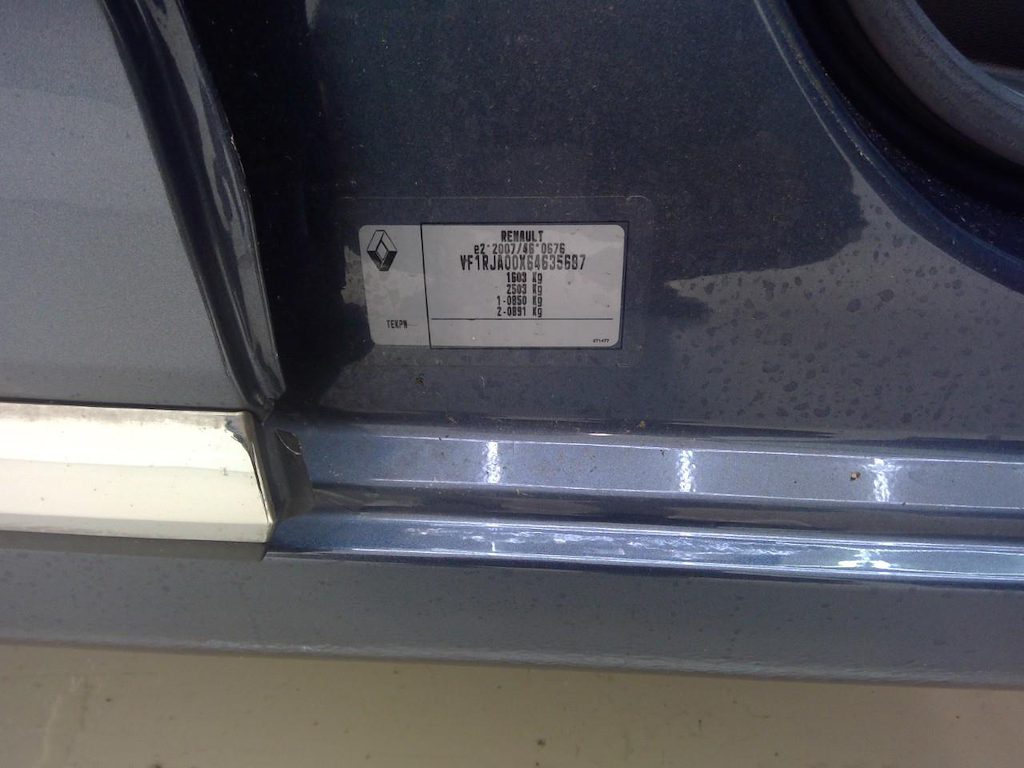 RENAULT
e2*2007/46*0676
VF1RJA00X64635687
1603 Kg
2503 Kg
1-0850 Kg
2-0891 Kg
TEKPN